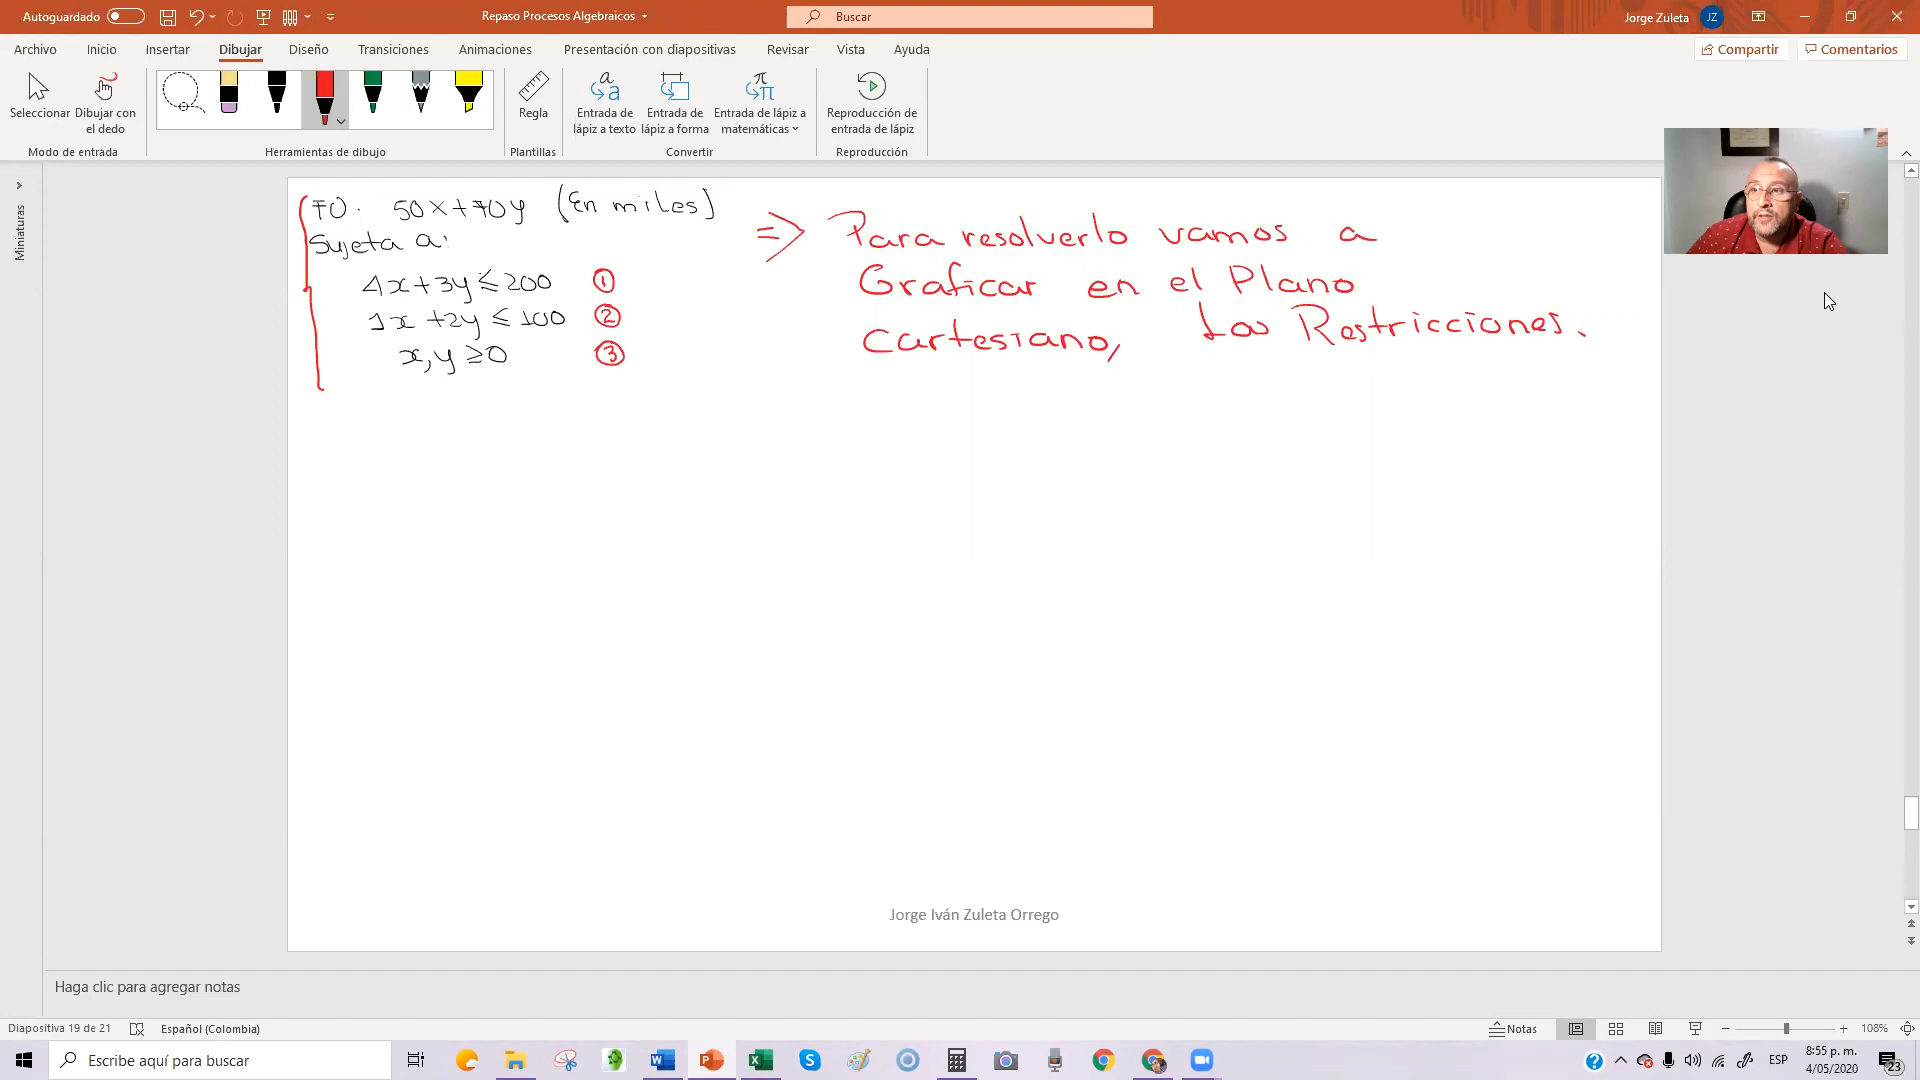 Autoguardado
Repaso Procesos Algebraicos
Buscar
Jorge Zuleta
JZ
Archivo Inicio Insertar Dibujar Diseño Transiciones Animaciones Presentación con diapositivas Revisar Vista Ayuda
Compartir Comentarios
Seleccionar
Dibujar con
el dedo
Regla
Entrada de
lápiz a texto
Entrada de
lápiz a forma
Entrada de lápiz a
matemáticas
Reproducción de
entrada de lápiz
Modo de entrada
Herramientas de dibujo
Plantillas
Convertir
Reproducción
Miniaturas
FO. 50x+70y (En miles)
Sujeta a:
4x+3y≤200 ①
1x+2y≤100 ②
x,y≥0 ③
=> Para resolverlo vamos a
Graficar en el Plano
Cartesiano, Las Restricciones.
Jorge Iván Zuleta Orrego
Haga clic para agregar notas
Diapositiva 19 de 21
Español (Colombia)
Notas
108%
Escribe aquí para buscar
ESP
8:55 p. m.
4/05/2020
23